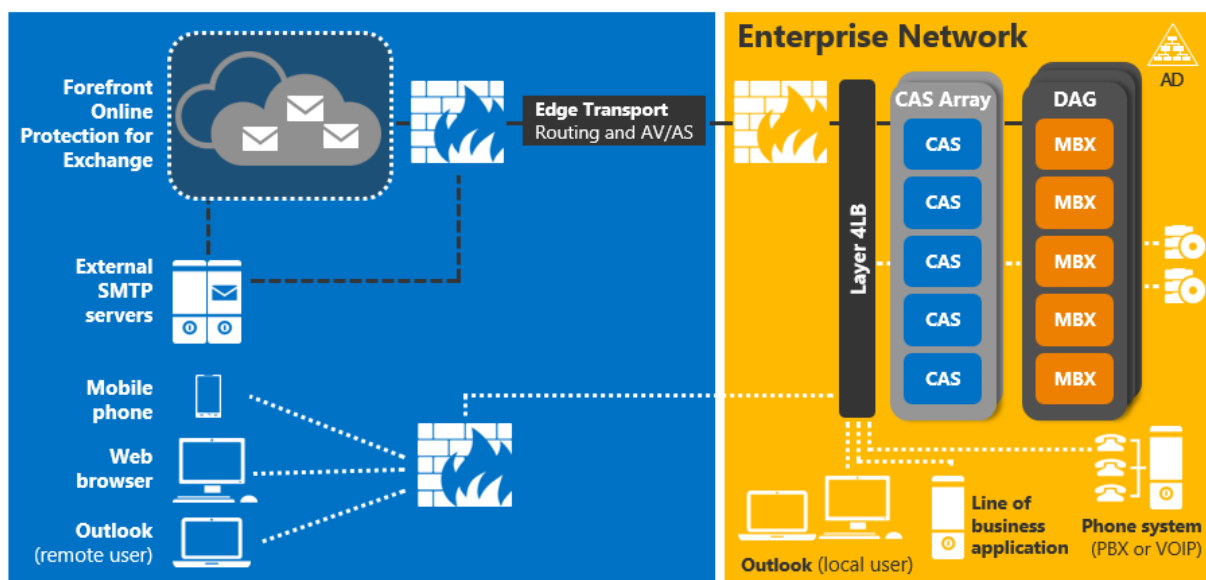 Forefront
Online
Protection for
Exchange
Edge Transport
Routing and AV/AS
External
SMTP
servers
Mobile
phone
Web
browser
Outlook
(remote user)
Enterprise Network
AD
Layer 4LB
CAS Array
CAS
CAS
CAS
CAS
CAS
DAG
MBX
MBX
MBX
MBX
MBX
Outlook (local user)
Line of
business
application
Phone system
(PBX or VOIP)